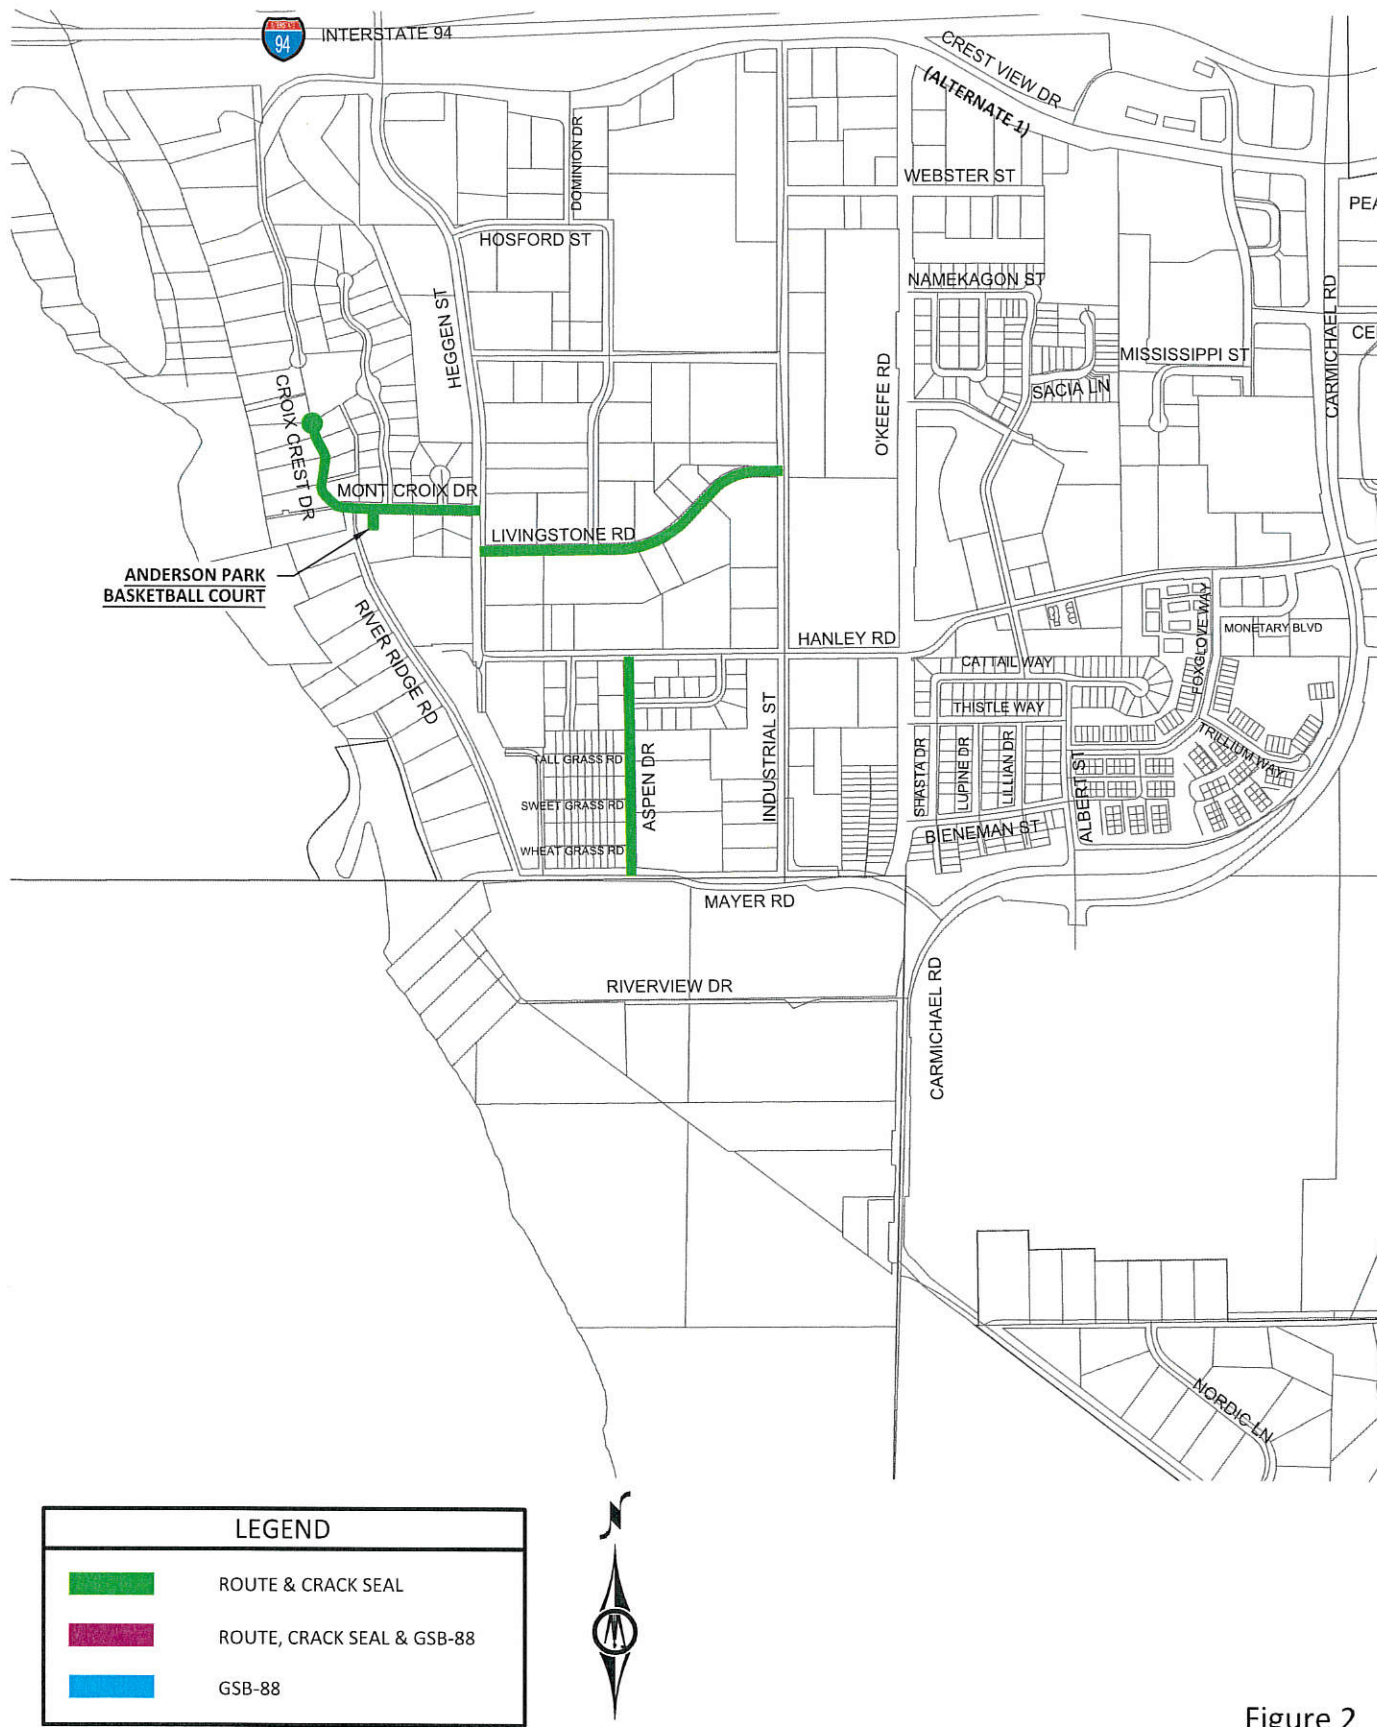 INTERSTATE
94
INTERSTATE 94
CREST VIEW DR
(ALTERNATE 1)
DOMINION DR
WEBSTER ST
PEA
HOSFORD ST
NAMEKAGON ST
HEGGEN ST
CARMICHAEL RD
CE
MISSISSIPPI ST
SACIA LN
O'KEEFE RD
CROIX CREST DR
MONT CROIX DR
LIVINGSTONE RD
ANDERSON PARK
BASKETBALL COURT
RIVER RIDGE RD
HANLEY RD
FOXGLOVE WAY
MONETARY BLVD
CATTAIL WAY
THISTLE WAY
TRILLIUM WAY
TALL GRASS RD
SWEET GRASS RD
WHEAT GRASS RD
ASPEN DR
INDUSTRIAL ST
SHASTA DR
LUPINE DR
LILLIAN DR
ALBERT ST
BIENEMAN ST
MAYER RD
RIVERVIEW DR
CARMICHAEL RD
NORDIC LN
N
LEGEND
ROUTE & CRACK SEAL
ROUTE, CRACK SEAL & GSB-88
GSB-88
Figure 2